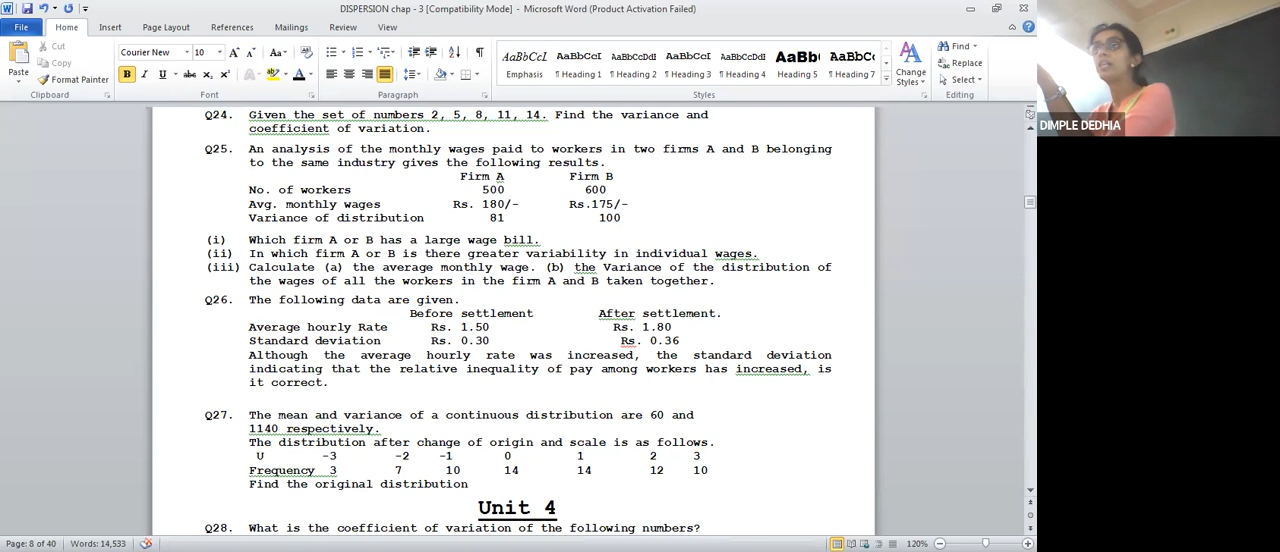 DISPERSION chap - 3 [Compatibility Mode] - Microsoft Word (Product Activation Failed)
File Home Insert Page Layout References Mailings Review View
Paste Cut Copy Format Painter
Courier New 10
B I U abc x₂ x² A A A Aa
AaBbCcI AaBbCcI AaBbCcI AaBbCcDdI AaBbCcI AaBbCcDdI AaBb AaBbCcI
Emphasis ¶ Heading 1 ¶ Heading 2 ¶ Heading 3 ¶ Heading 4 Heading 5 ¶ Heading 7
Change Styles Find Replace Select
Clipboard Font Paragraph Styles Editing
DIMPLE DEDHIA
Q24. Given the set of numbers 2, 5, 8, 11, 14. Find the variance and
coefficient of variation.
Q25. An analysis of the monthly wages paid to workers in two firms A and B belonging
to the same industry gives the following results.
Firm A Firm B
No. of workers 500 600
Avg. monthly wages Rs. 180/- Rs.175/-
Variance of distribution 81 100
(i) Which firm A or B has a large wage bill.
(ii) In which firm A or B is there greater variability in individual wages.
(iii) Calculate (a) the average monthly wage. (b) the Variance of the distribution of
the wages of all the workers in the firm A and B taken together.
Q26. The following data are given.
Before settlement After settlement.
Average hourly Rate Rs. 1.50 Rs. 1.80
Standard deviation Rs. 0.30 Rs. 0.36
Although the average hourly rate was increased, the standard deviation
indicating that the relative inequality of pay among workers has increased, is
it correct.
Q27. The mean and variance of a continuous distribution are 60 and
1140 respectively.
The distribution after change of origin and scale is as follows.
U -3 -2 -1 0 1 2 3
Frequency 3 7 10 14 14 12 10
Find the original distribution
Unit 4
Q28. What is the coefficient of variation of the following numbers?
Page: 8 of 40 Words: 14,533 120%